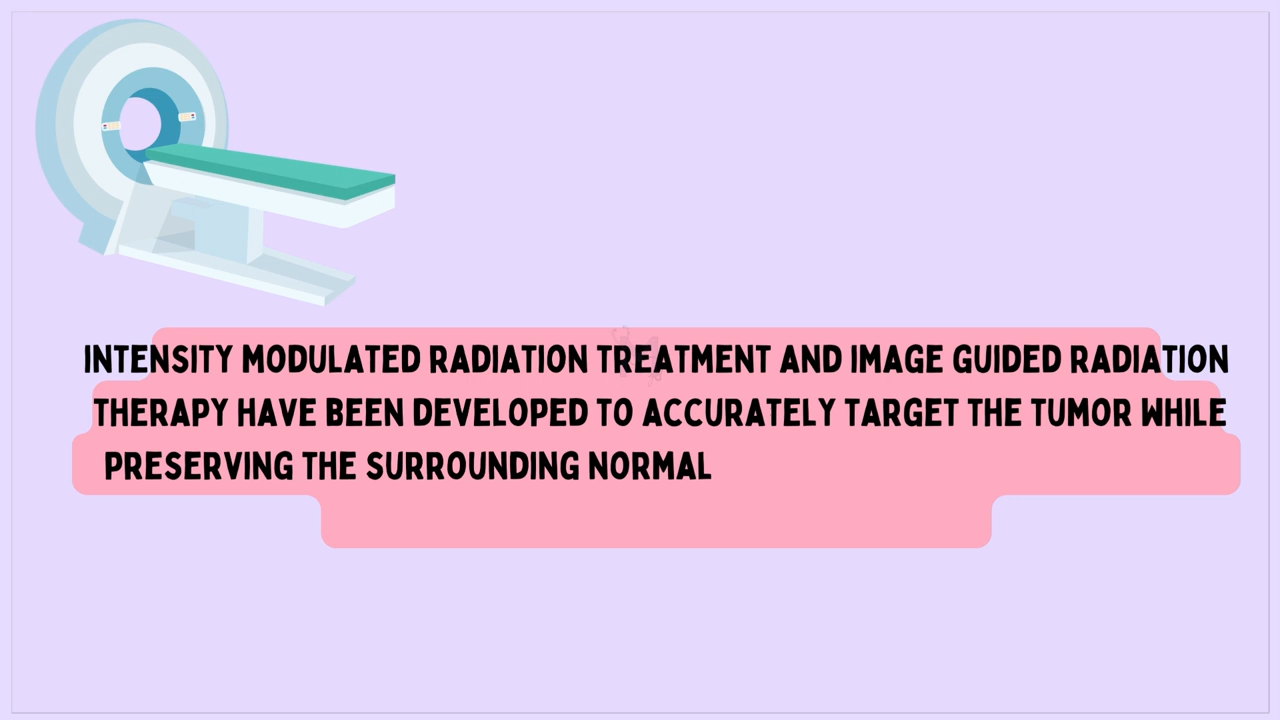 INTENSITY MODULATED RADIATION TREATMENT AND IMAGE GUIDED RADIATION
THERAPY HAVE BEEN DEVELOPED TO ACCURATELY TARGET THE TUMOR WHILE
PRESERVING THE SURROUNDING NORMAL